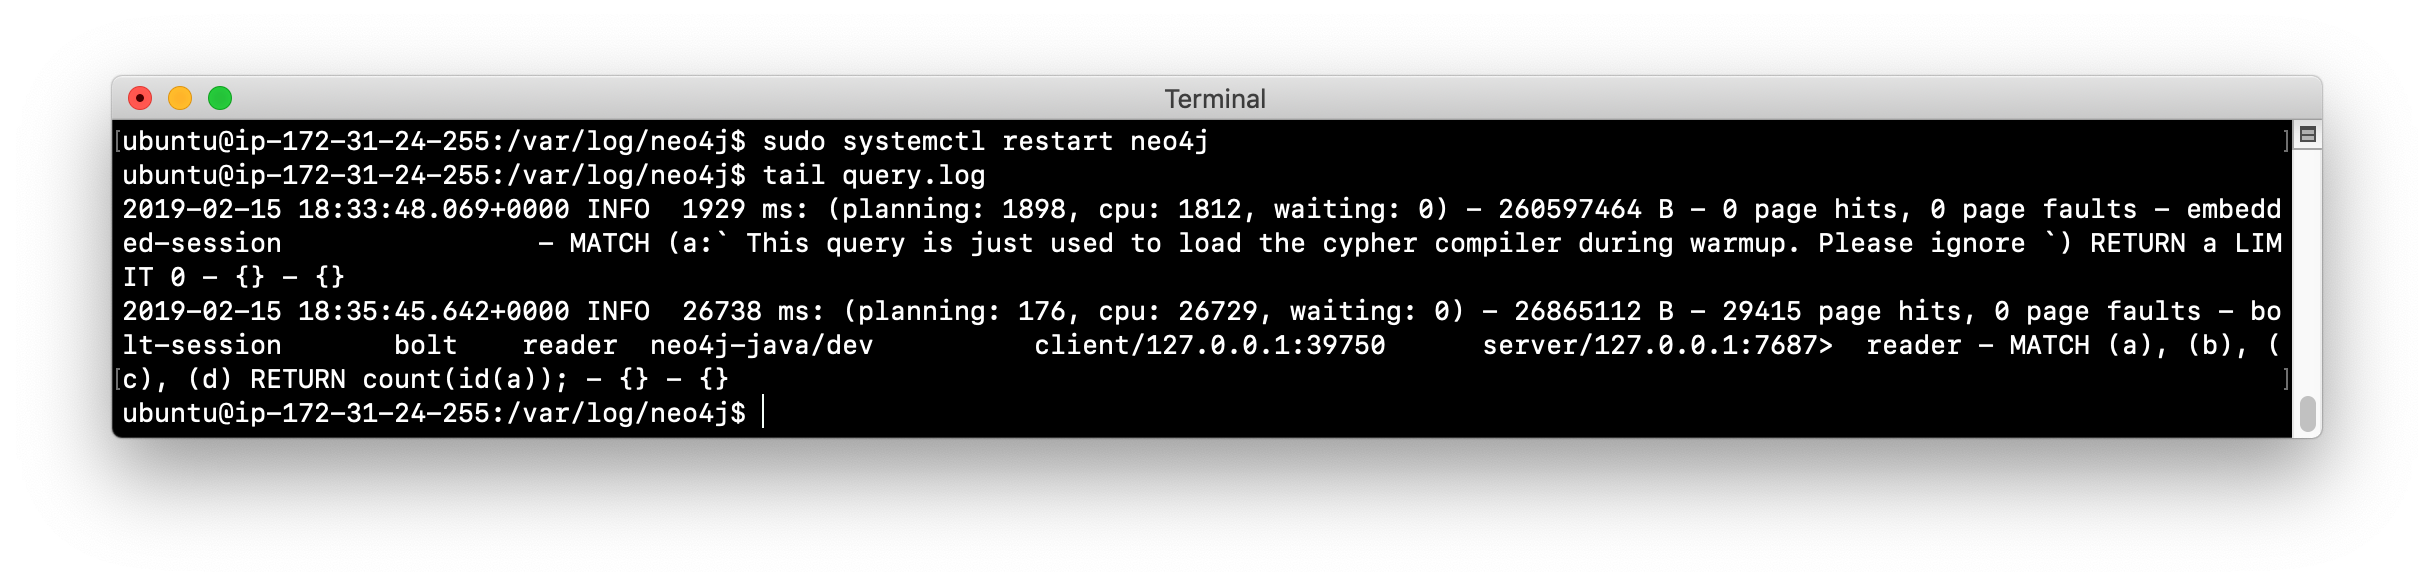 Terminal
[ubuntu@ip-172-31-24-255:/var/log/neo4j$ sudo systemctl restart neo4j ]
ubuntu@ip-172-31-24-255:/var/log/neo4j$ tail query.log
2019-02-15 18:33:48.069+0000 INFO  1929 ms: (planning: 1898, cpu: 1812, waiting: 0) - 260597464 B - 0 page hits, 0 page faults - embedd
ed-session                - MATCH (a:` This query is just used to load the cypher compiler during warmup. Please ignore `) RETURN a LIM
IT 0 - {} - {}
2019-02-15 18:35:45.642+0000 INFO  26738 ms: (planning: 176, cpu: 26729, waiting: 0) - 26865112 B - 29415 page hits, 0 page faults - bo
lt-session       bolt    reader  neo4j-java/dev          client/127.0.0.1:39750      server/127.0.0.1:7687>  reader - MATCH (a), (b), (
[c), (d) RETURN count(id(a)); - {} - {} ]
ubuntu@ip-172-31-24-255:/var/log/neo4j$